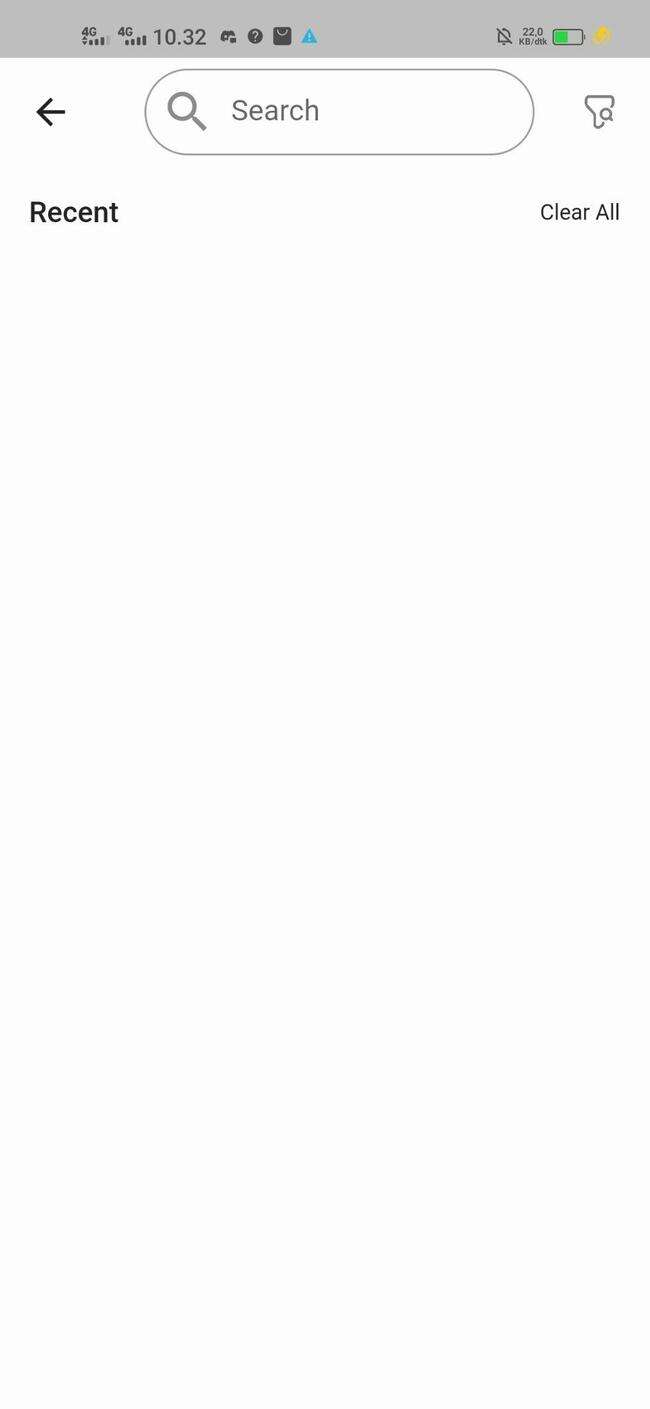 4G 4G 10.32 22,0
KB/dtk
Search
Recent Clear All